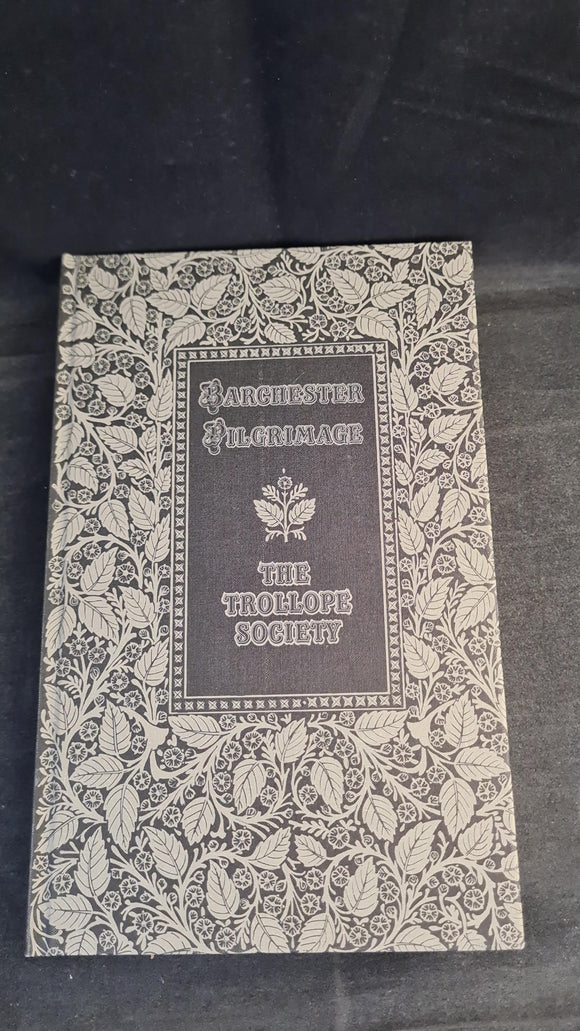 BARCHESTER
PILGRIMAGE
THE
TROLLOPE
SOCIETY